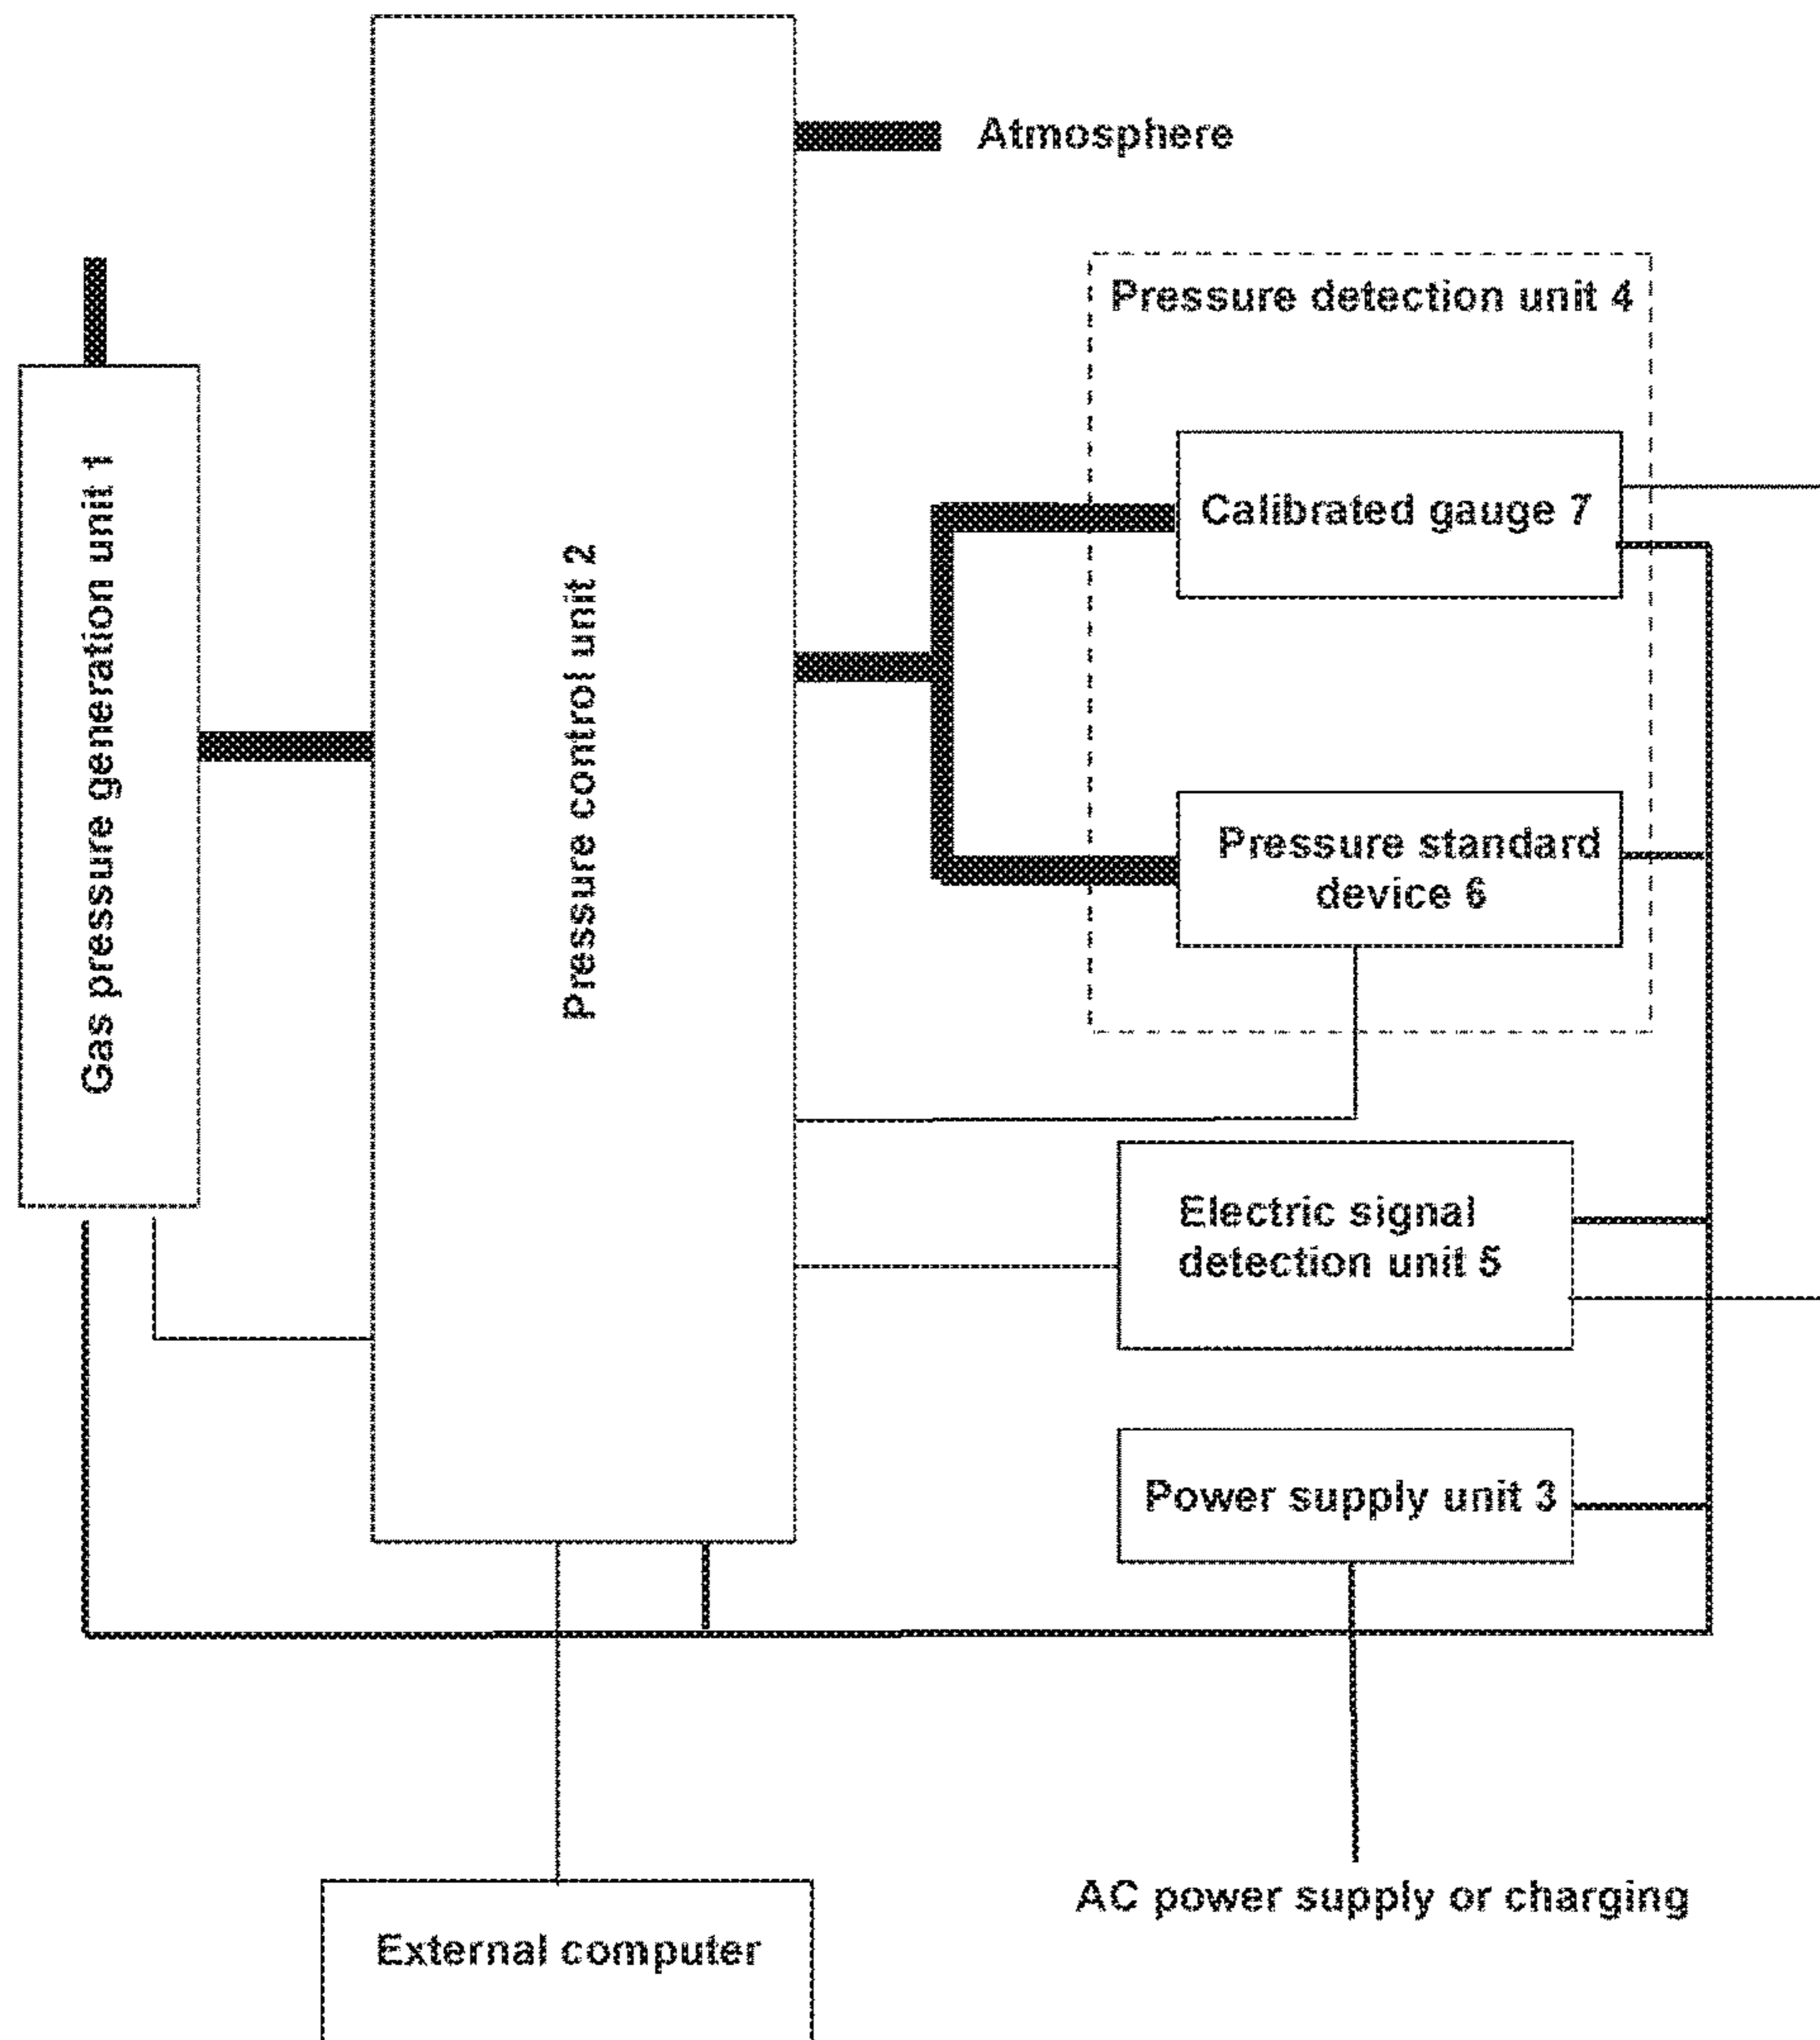 Atmosphere
Pressure detection unit 4
Gas pressure generation unit 1
Pressure control unit 2
Calibrated gauge 7
Pressure standard
device 6
Electric signal
detection unit 5
Power supply unit 3
AC power supply or charging
External computer